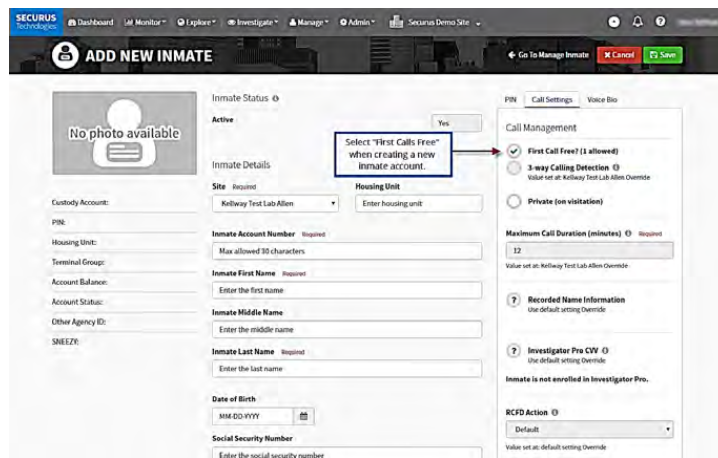 SECURUS
Technologies
Dashboard
Monitor
Explore
Investigate
Manage
Admin
Securus Demo Site
ADD NEW INMATE
Go To Manage Inmate
Cancel
Save
No photo available
Custody Account:
PIN:
Housing Unit:
Terminal Group:
Account Balance:
Account Status:
Other Agency ID:
SNEEZY:
Inmate Status
Active
Yes
Select "First Calls Free"
when creating a new
inmate account.
Inmate Details
Site Required
Housing Unit
Kellway Test Lab Allen
Enter housing unit
Inmate Account Number Required
Max allowed 30 characters
Inmate First Name Required
Enter the first name
Inmate Middle Name
Enter the middle name
Inmate Last Name Required
Enter the last name
Date of Birth
MM-DD-YYYY
Social Security Number
Enter the social security number
PIN
Call Settings
Voice Bio
Call Management
First Call Free? (1 allowed)
3-way Calling Detection
Value set at: Kellway Test Lab Allen Override
Private (on visitation)
Maximum Call Duration (minutes) Required
12
Value set at: Kellway Test Lab Allen Override
Recorded Name Information
Use default setting Override
Investigator Pro CVV
Use default setting Override
Inmate is not enrolled in Investigator Pro.
RCFD Action
Default
Value set at: default setting Override